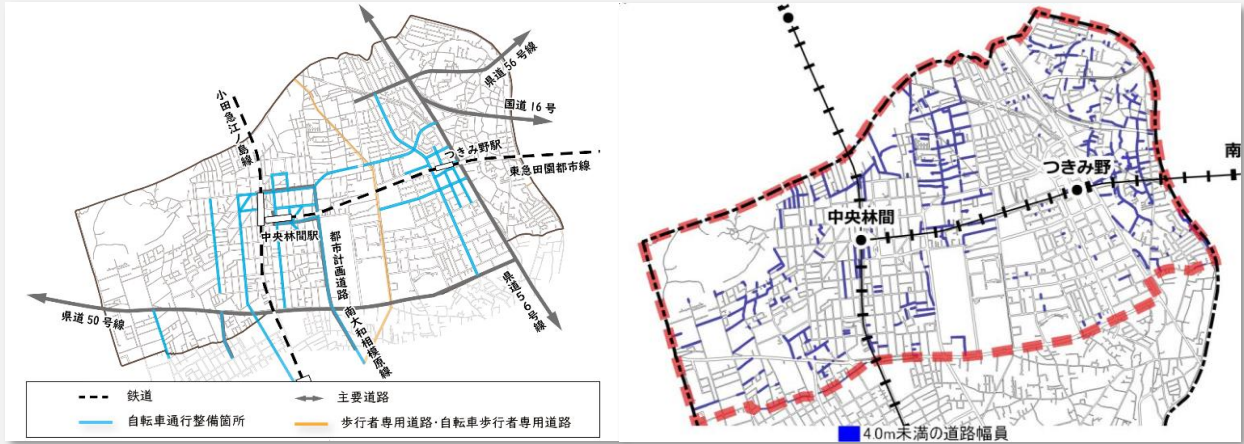 県道56号線
国道16号
小田急江ノ島線
つきみ野駅
東急田園都市線
中央林間駅
都市計画道路
南大和相模原線
県道56号線
県道50号線
鉄道
主要道路
自転車通行整備箇所
歩行者専用道路・自転車歩行者専用道路
つきみ野
南
中央林間
4.0m未満の道路幅員